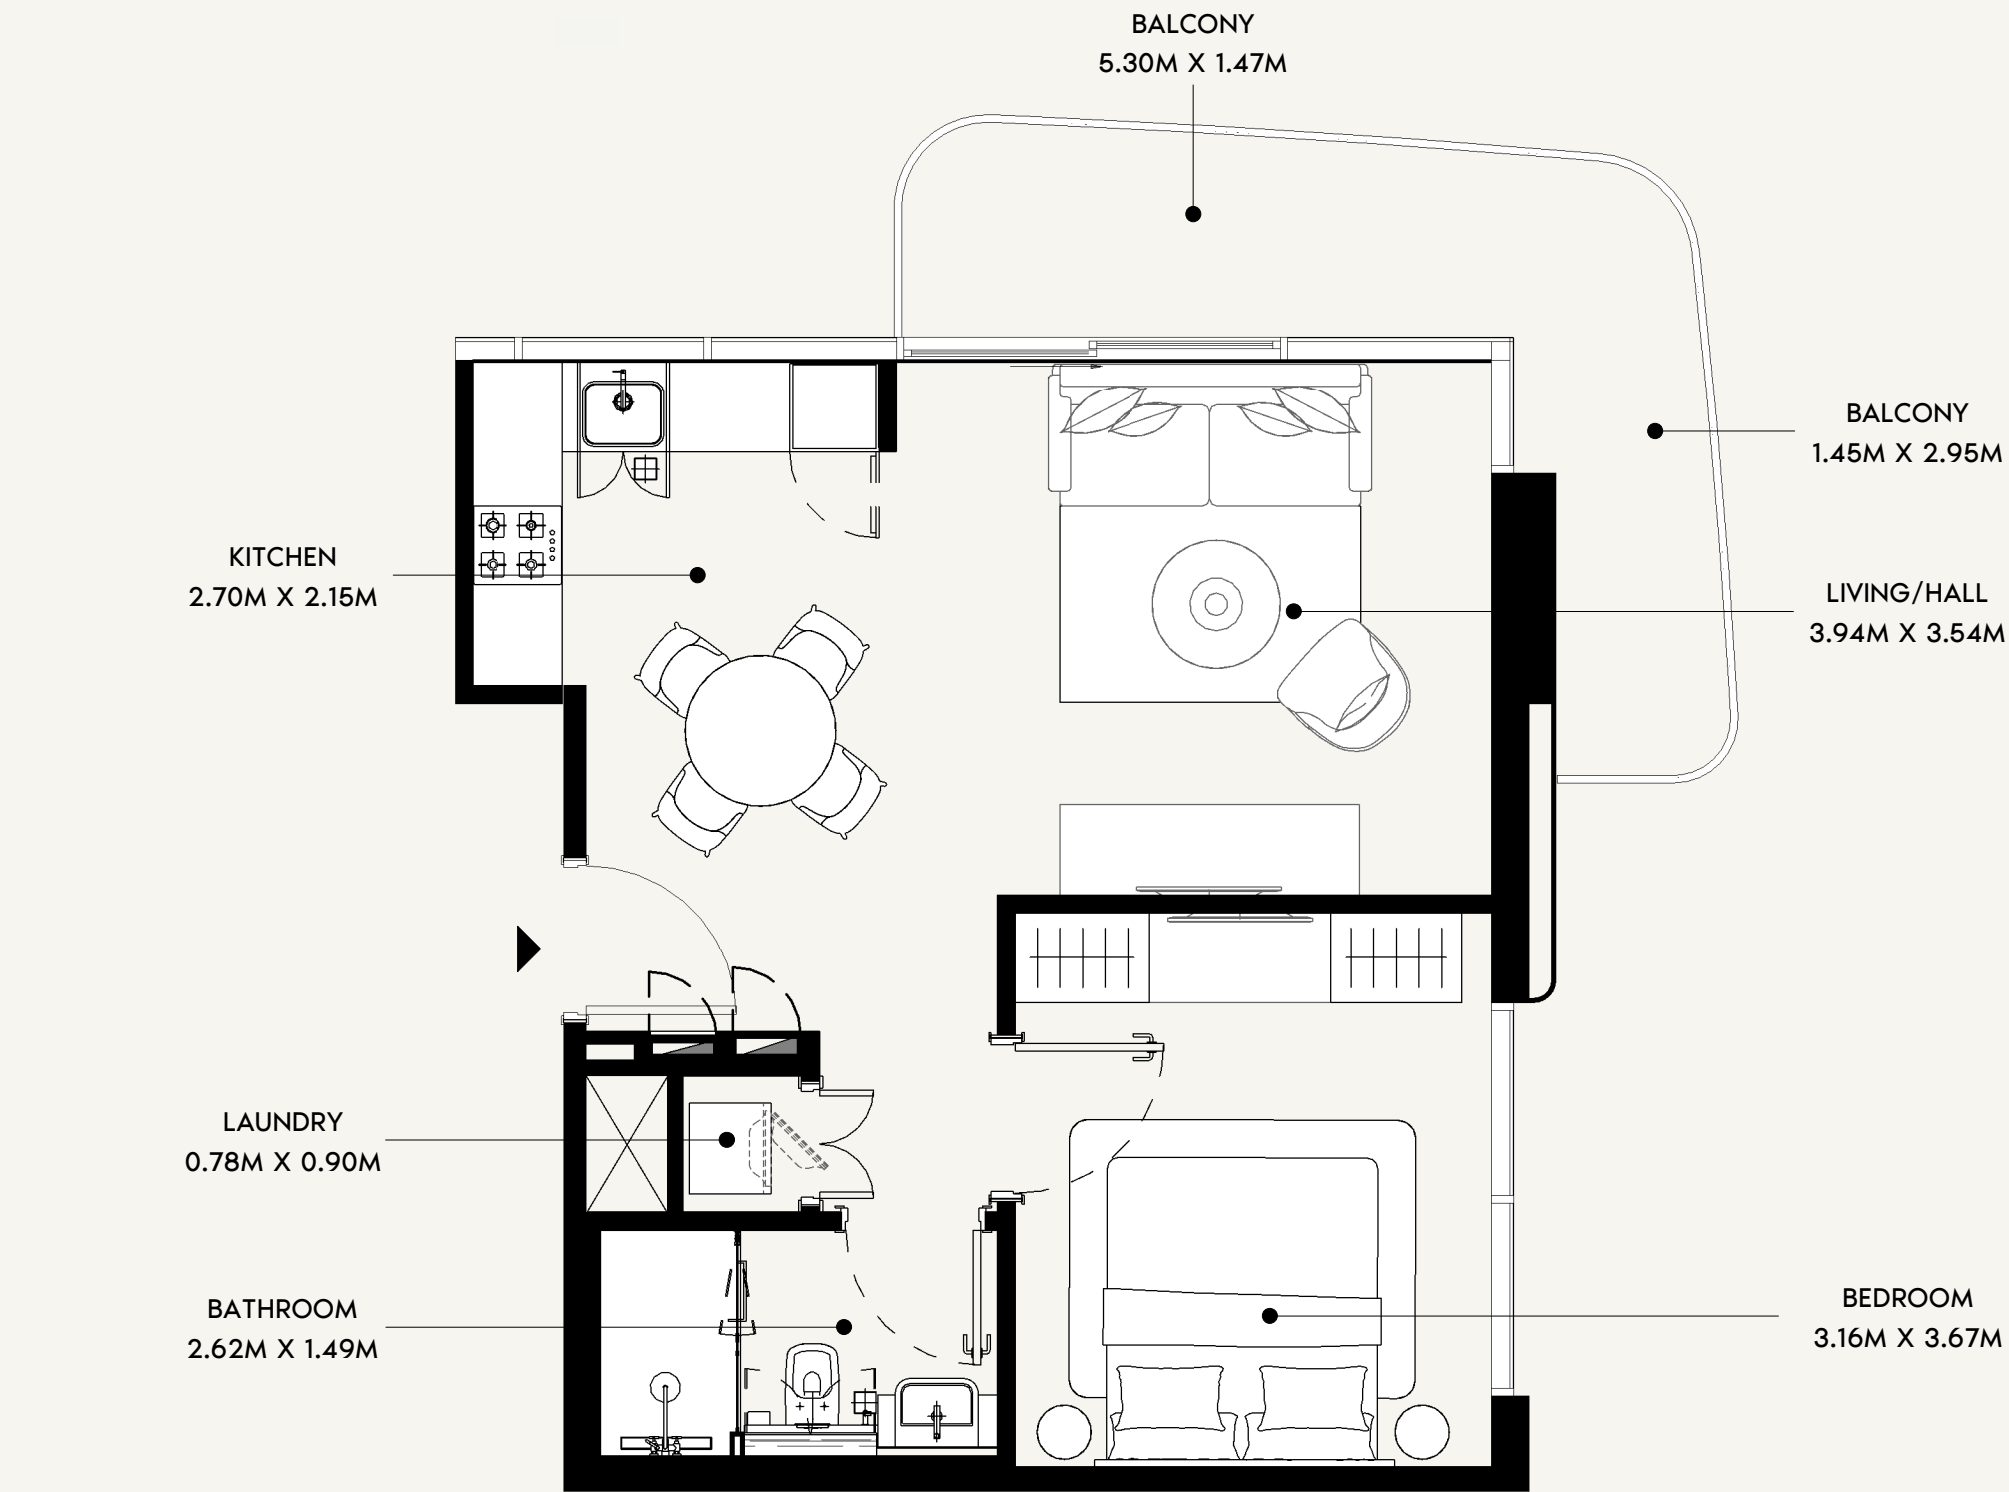 BALCONY
5.30M X 1.47M
BALCONY
1.45M X 2.95M
KITCHEN
2.70M X 2.15M
LIVING/HALL
3.94M X 3.54M
LAUNDRY
0.78M X 0.90M
BATHROOM
2.62M X 1.49M
BEDROOM
3.16M X 3.67M